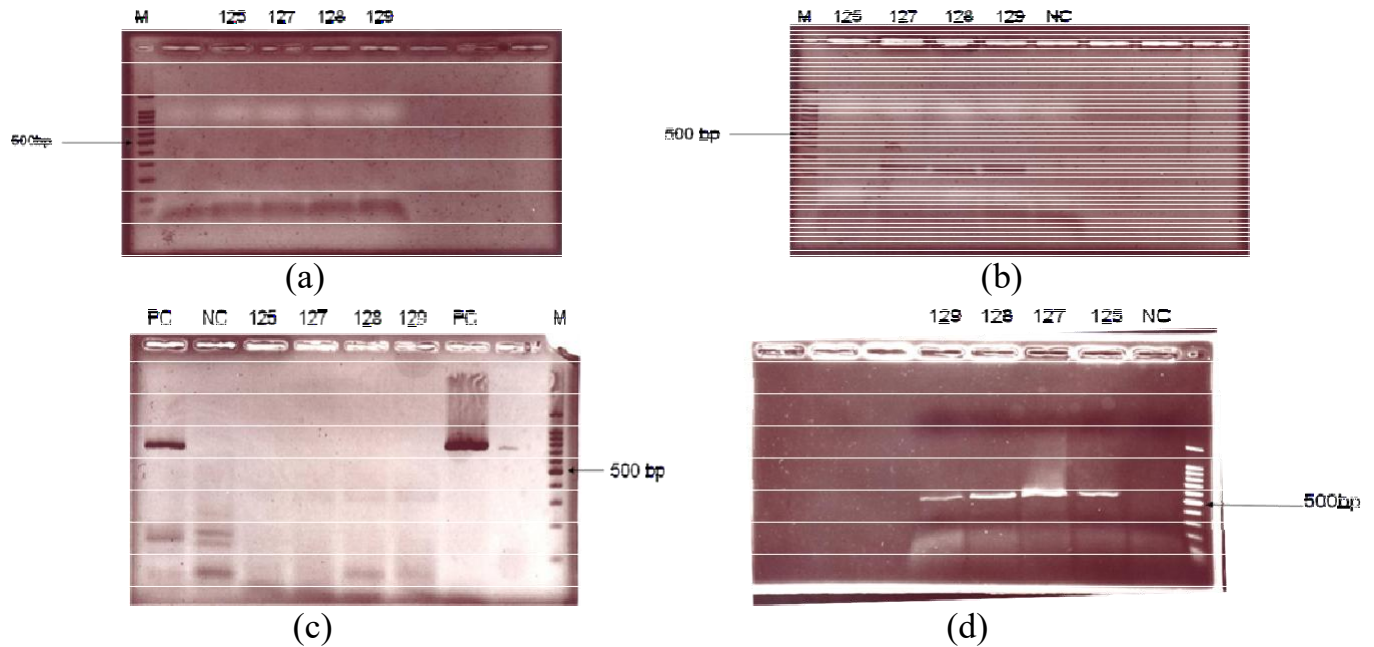 M 125 127 128 129
500bp
(a)
M 125 127 128 129 NC
500 bp
(b)
PC NC 125 127 128 129 PC M
500 bp
(c)
129 128 127 125 NC
500bp
(d)